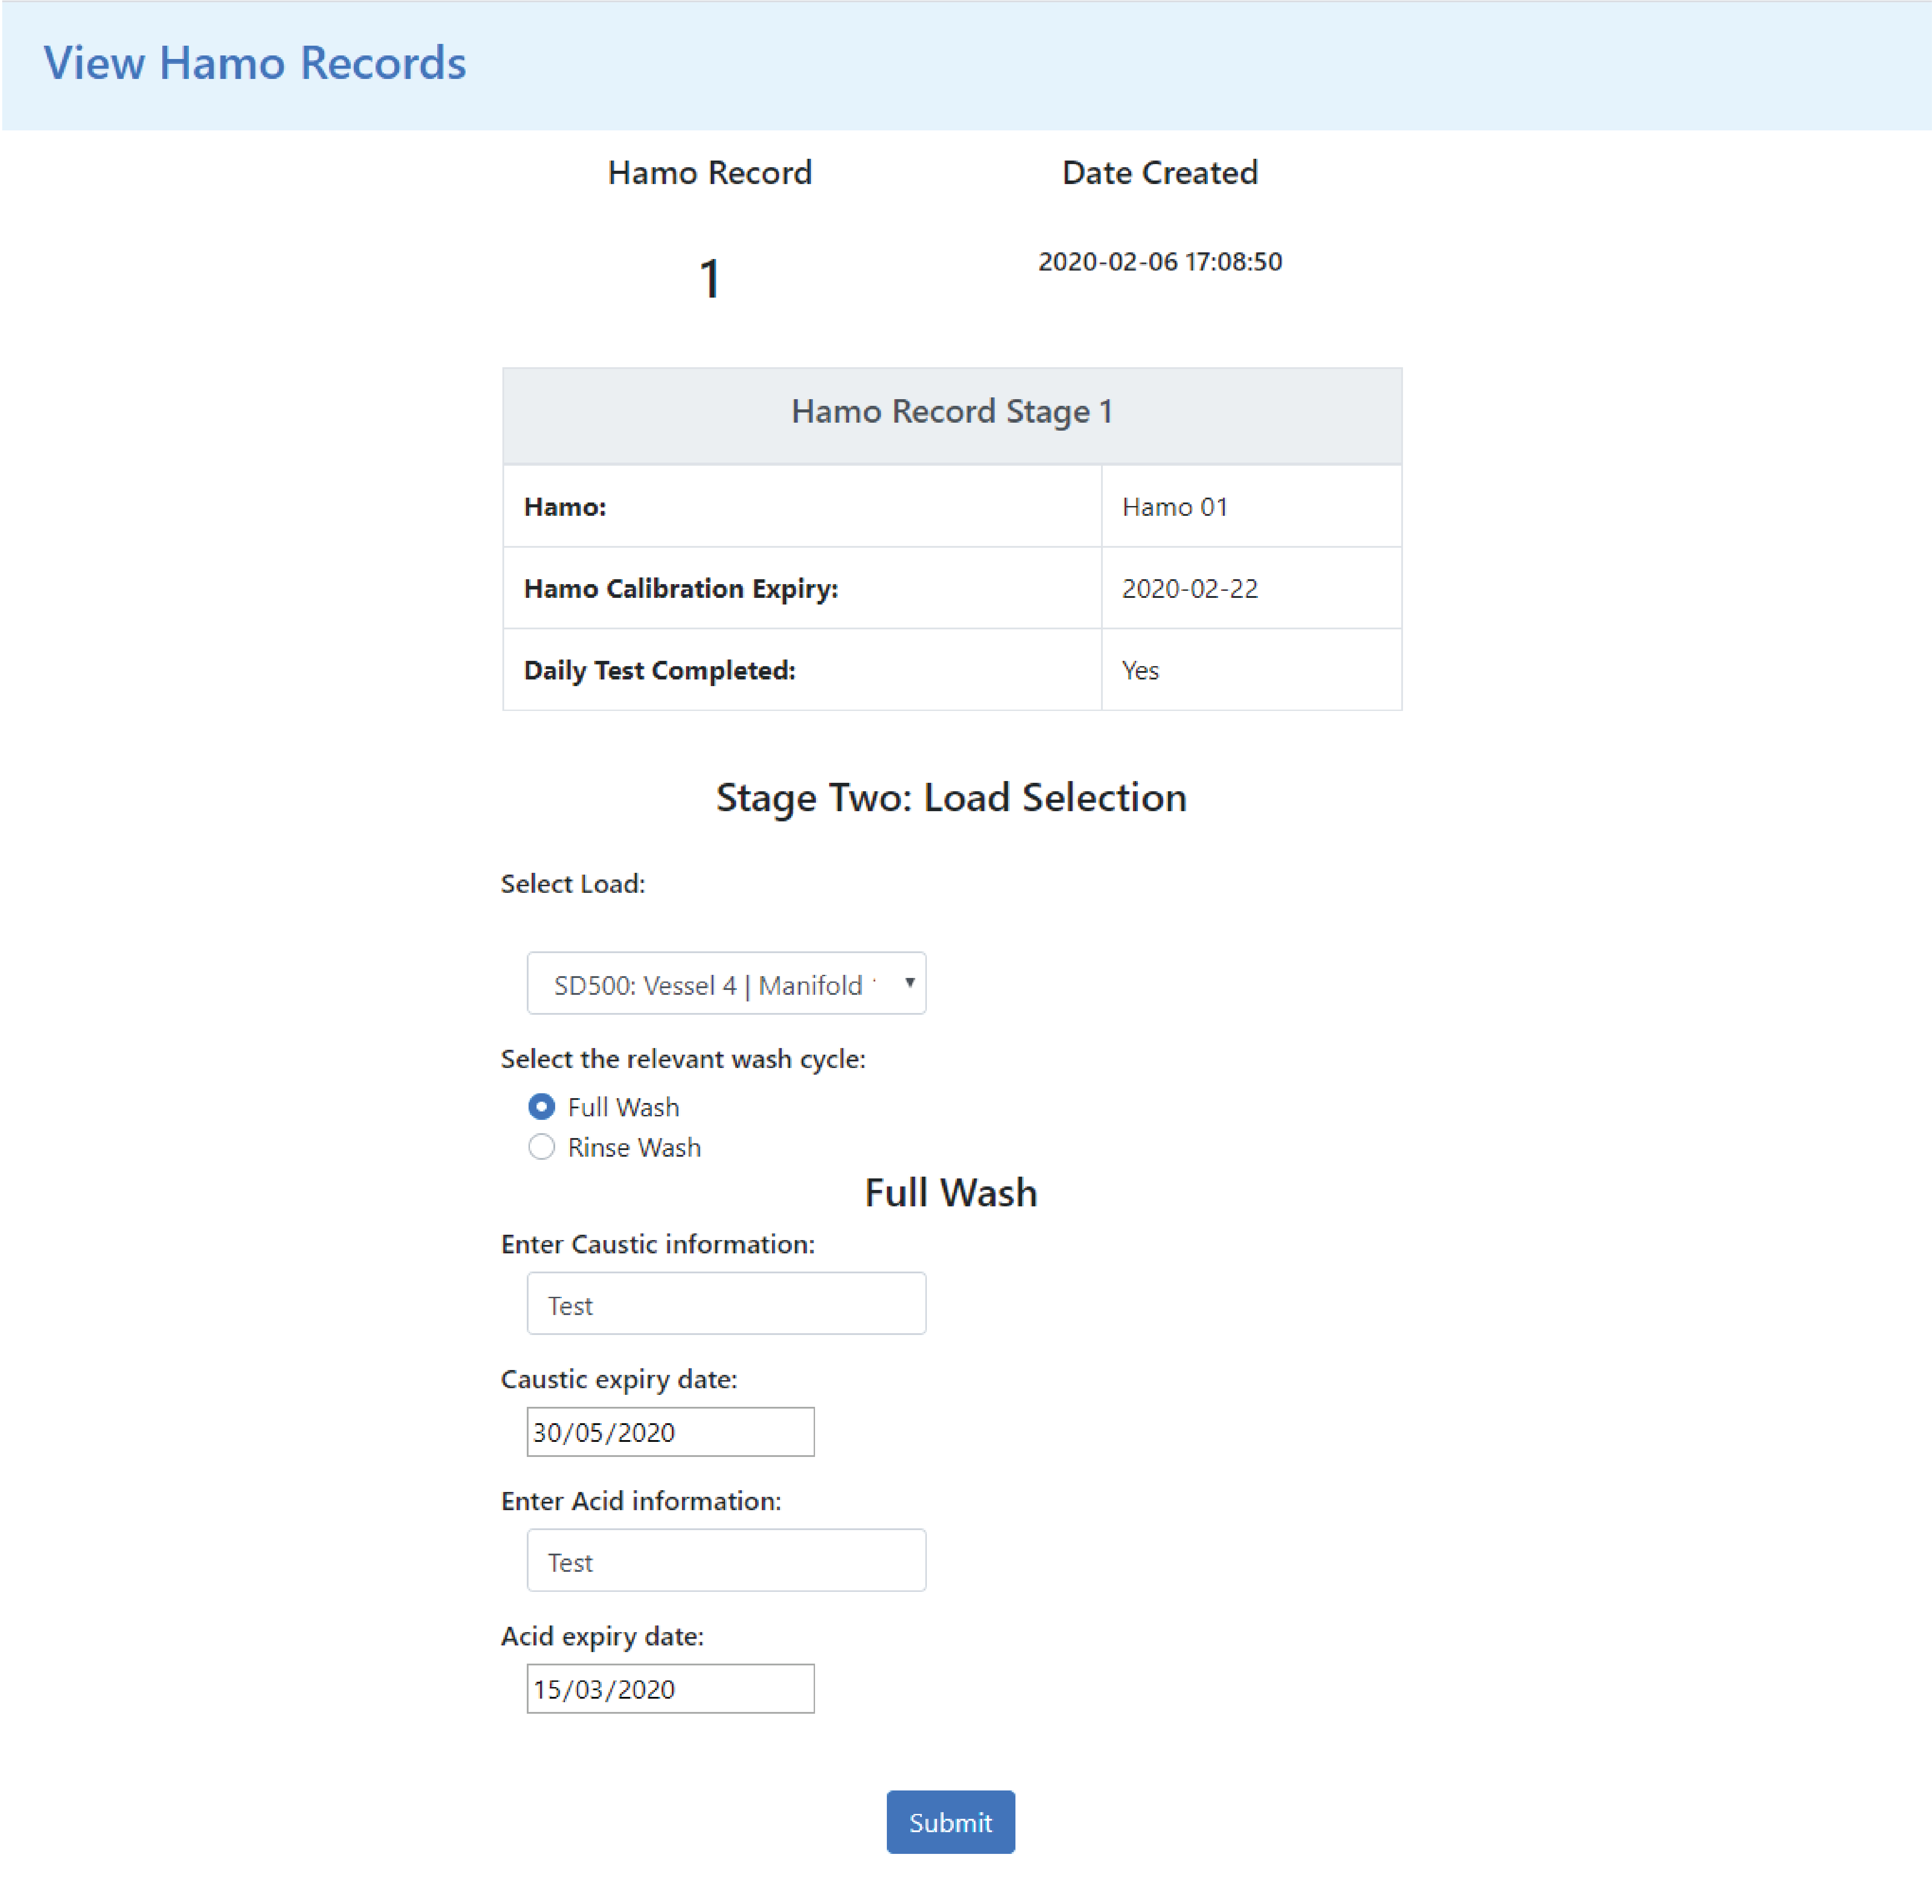 View Hamo Records
Hamo Record
Date Created
1
2020-02-06 17:08:50
Hamo Record Stage 1
Hamo: Hamo 01
Hamo Calibration Expiry: 2020-02-22
Daily Test Completed: Yes
Stage Two: Load Selection
Select Load:
SD500: Vessel 4 | Manifold
Select the relevant wash cycle:
Full Wash
Rinse Wash
Full Wash
Enter Caustic information:
Test
Caustic expiry date:
30/05/2020
Enter Acid information:
Test
Acid expiry date:
15/03/2020
Submit